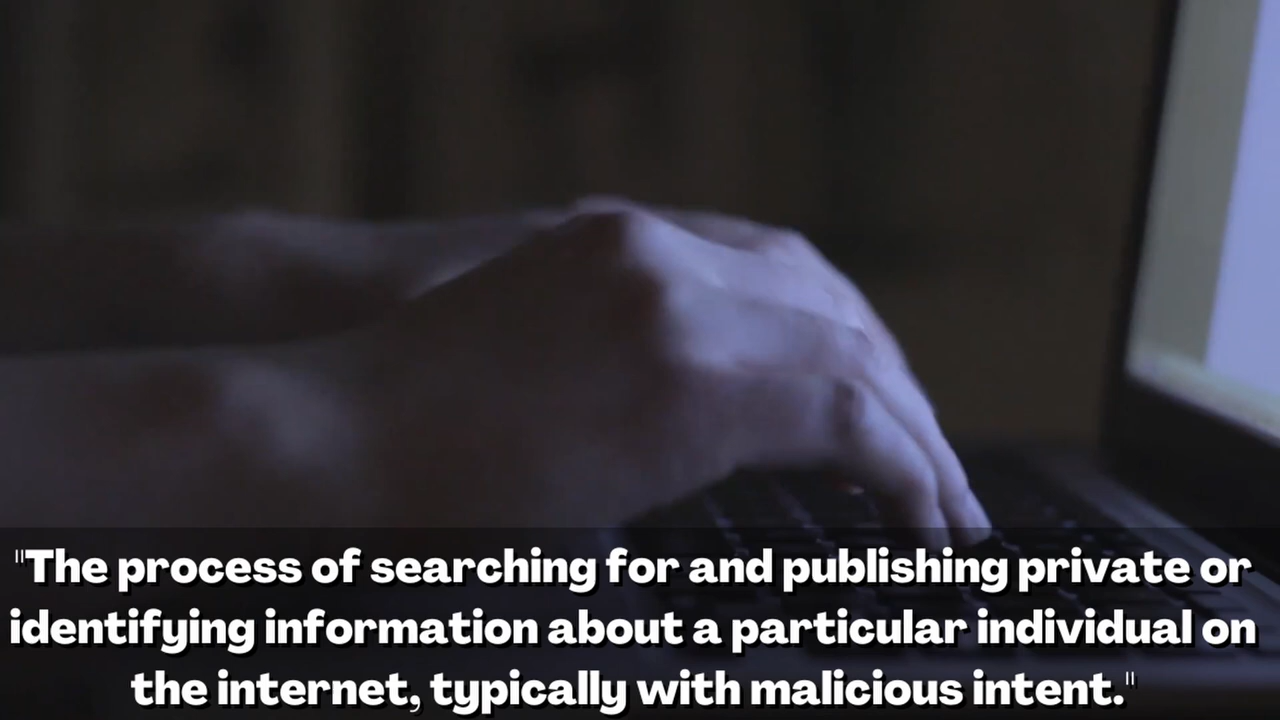 "The process of searching for and publishing private or
identifying information about a particular individual on
the internet, typically with malicious intent."